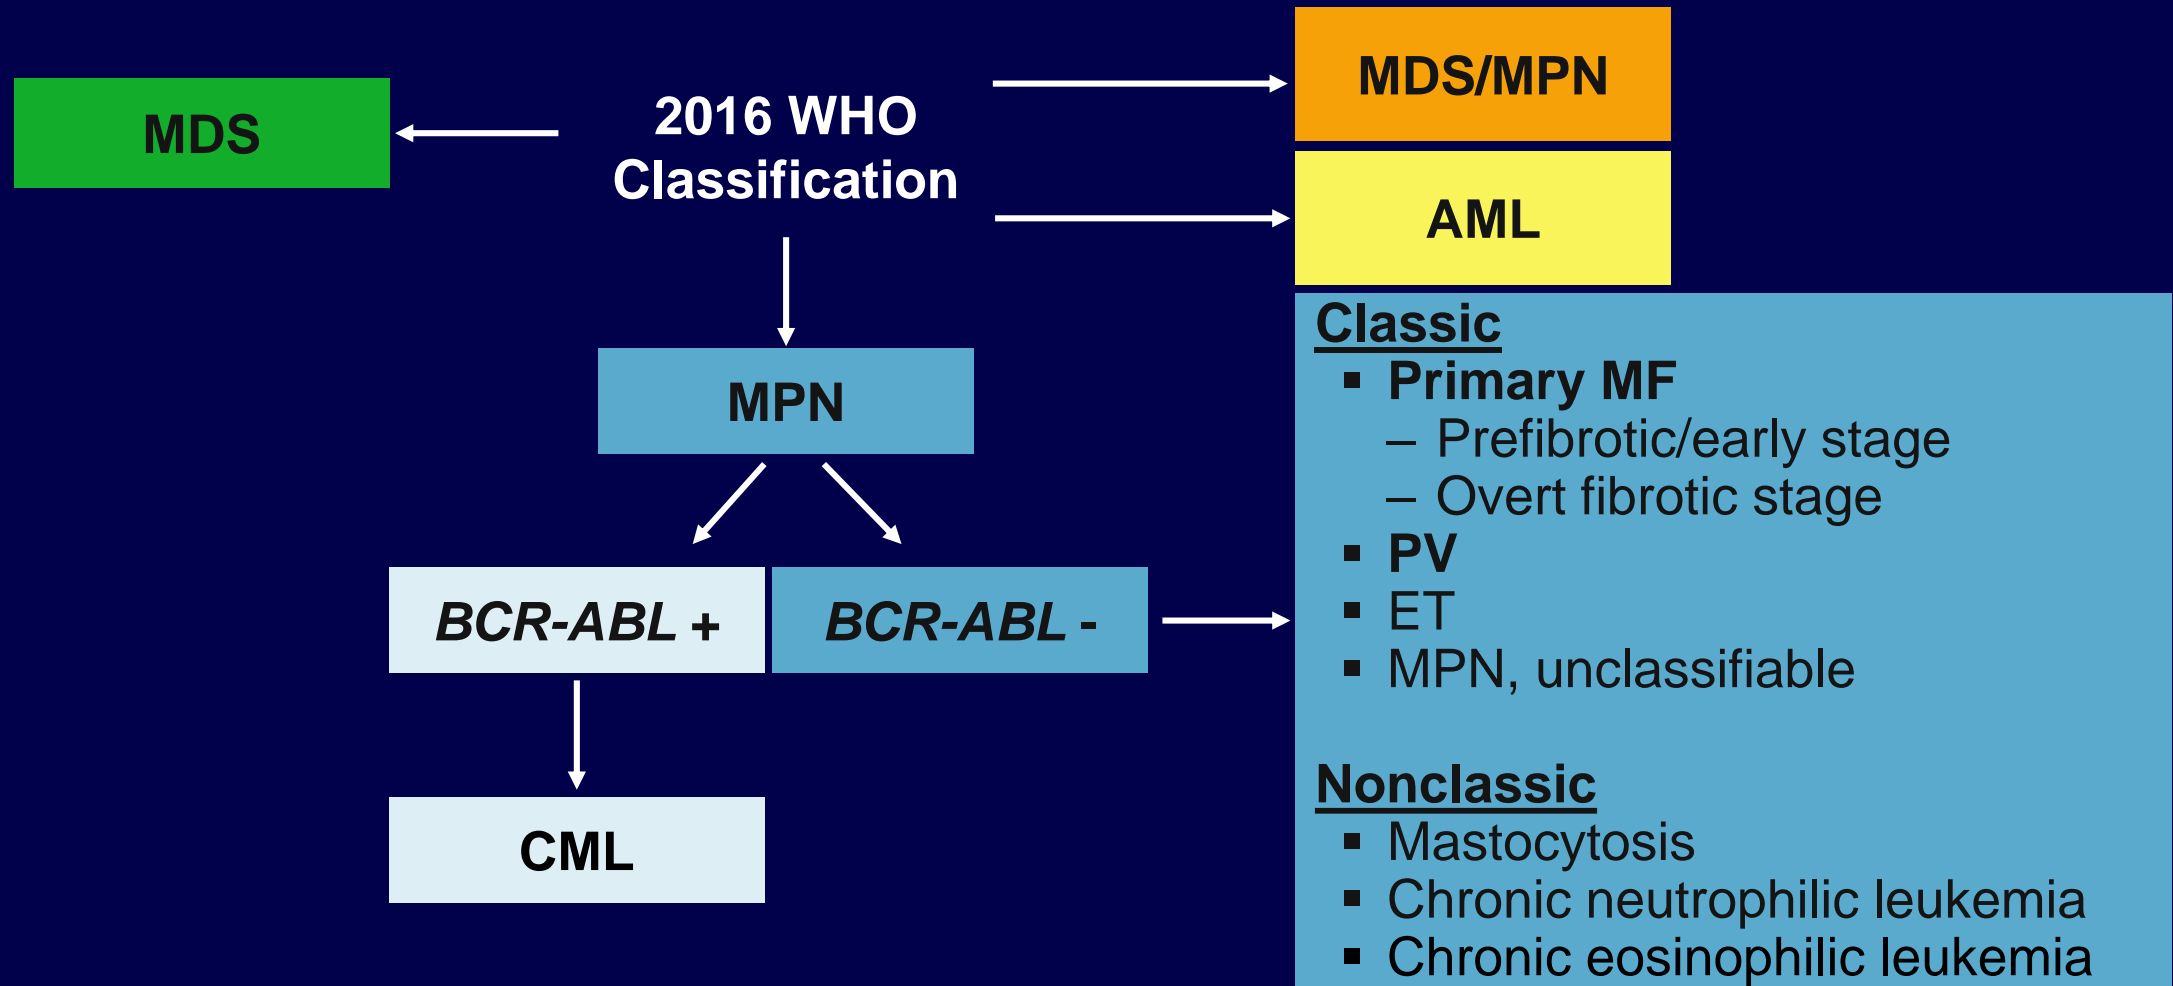 MDS
2016 WHO
Classification
MDS/MPN
AML
MPN
BCR-ABL +
BCR-ABL -
CML
Classic
▪ Primary MF
– Prefibrotic/early stage
– Overt fibrotic stage
▪ PV
▪ ET
▪ MPN, unclassifiable
Nonclassic
▪ Mastocytosis
▪ Chronic neutrophilic leukemia
▪ Chronic eosinophilic leukemia